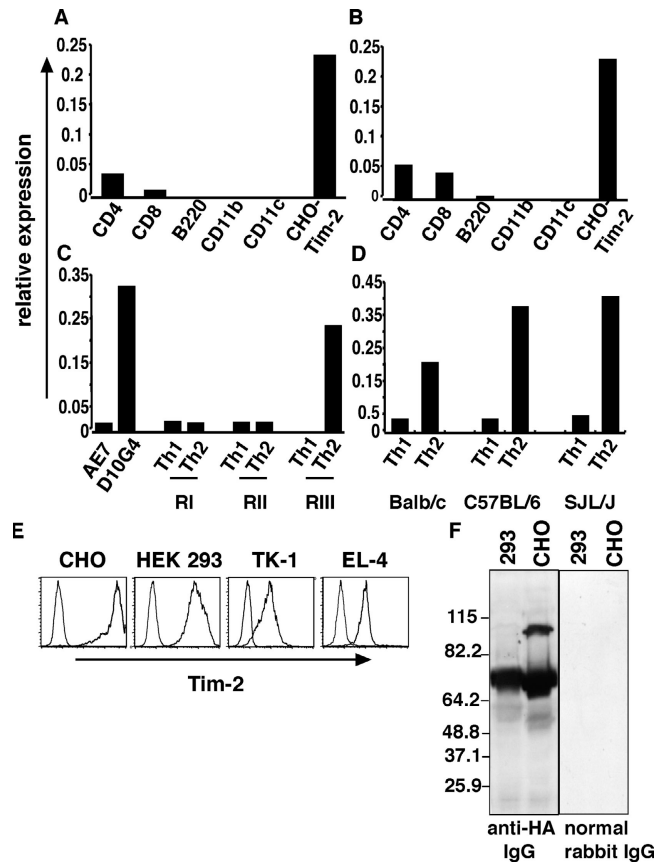 A
B
relative expression
0.25
0.2
0.15
0.1
0.05
0
CD4
CD8
B220
CD11b
CD11c
CHO-
Tim-2
0.25
0.2
0.15
0.1
0.05
0
CD4
CD8
B220
CD11b
CD11c
CHO-
Tim-2
C
D
0.35
0.25
0.15
0.05
0
AE7
D10G4
Th1
Th2
Th1
Th2
Th1
Th2
RI
RII
RIII
0.45
0.35
0.25
0.15
0.5
0
Th1
Th2
Th1
Th2
Th1
Th2
Balb/c
C57BL/6
SJL/J
E
CHO
HEK 293
TK-1
EL-4
Tim-2
F
293
CHO
293
CHO
115
82.2
64.2
48.8
37.1
25.9
anti-HA
IgG
normal
rabbit IgG